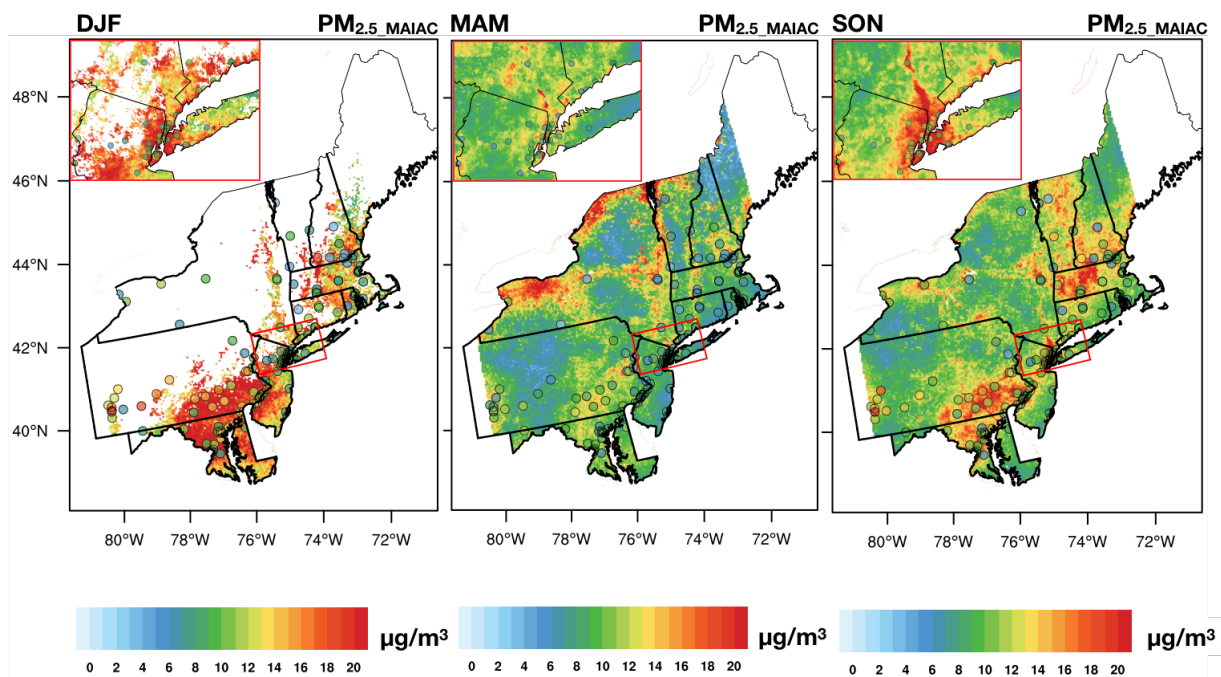 DJF PM2.5_MAIAC MAM PM2.5_MAIAC SON PM2.5_MAIAC
48°N
46°N
44°N
42°N
40°N
80°W 78°W 76°W 74°W 72°W 80°W 78°W 76°W 74°W 72°W 80°W 78°W 76°W 74°W 72°W
µg/m³ µg/m³ µg/m³
0 2 4 6 8 10 12 14 16 18 20 0 2 4 6 8 10 12 14 16 18 20 0 2 4 6 8 10 12 14 16 18 20